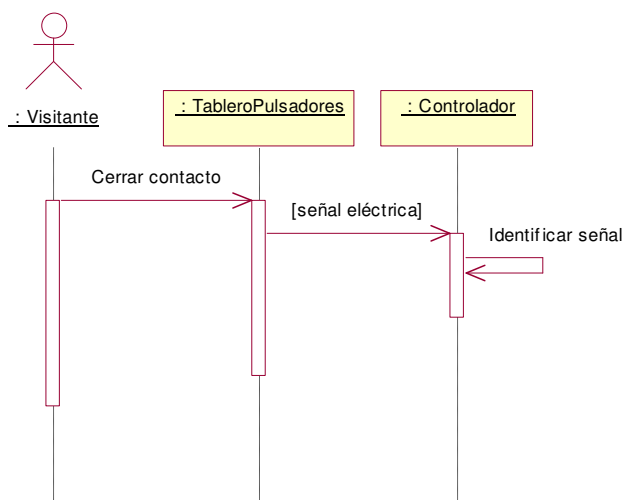 : Visitante
: TableroPulsadores
: Controlador
Cerrar contacto
[señal eléctrica]
Identificar señal